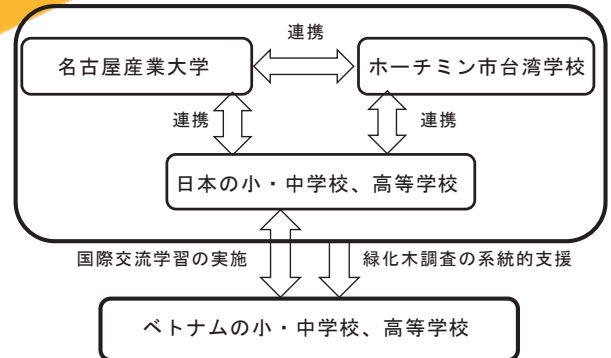 連携
名古屋産業大学
ホーチミン市台湾学校
連携
連携
日本の小・中学校、高等学校
国際交流学習の実施
緑化木調査の系統的支援
ベトナムの小・中学校、高等学校